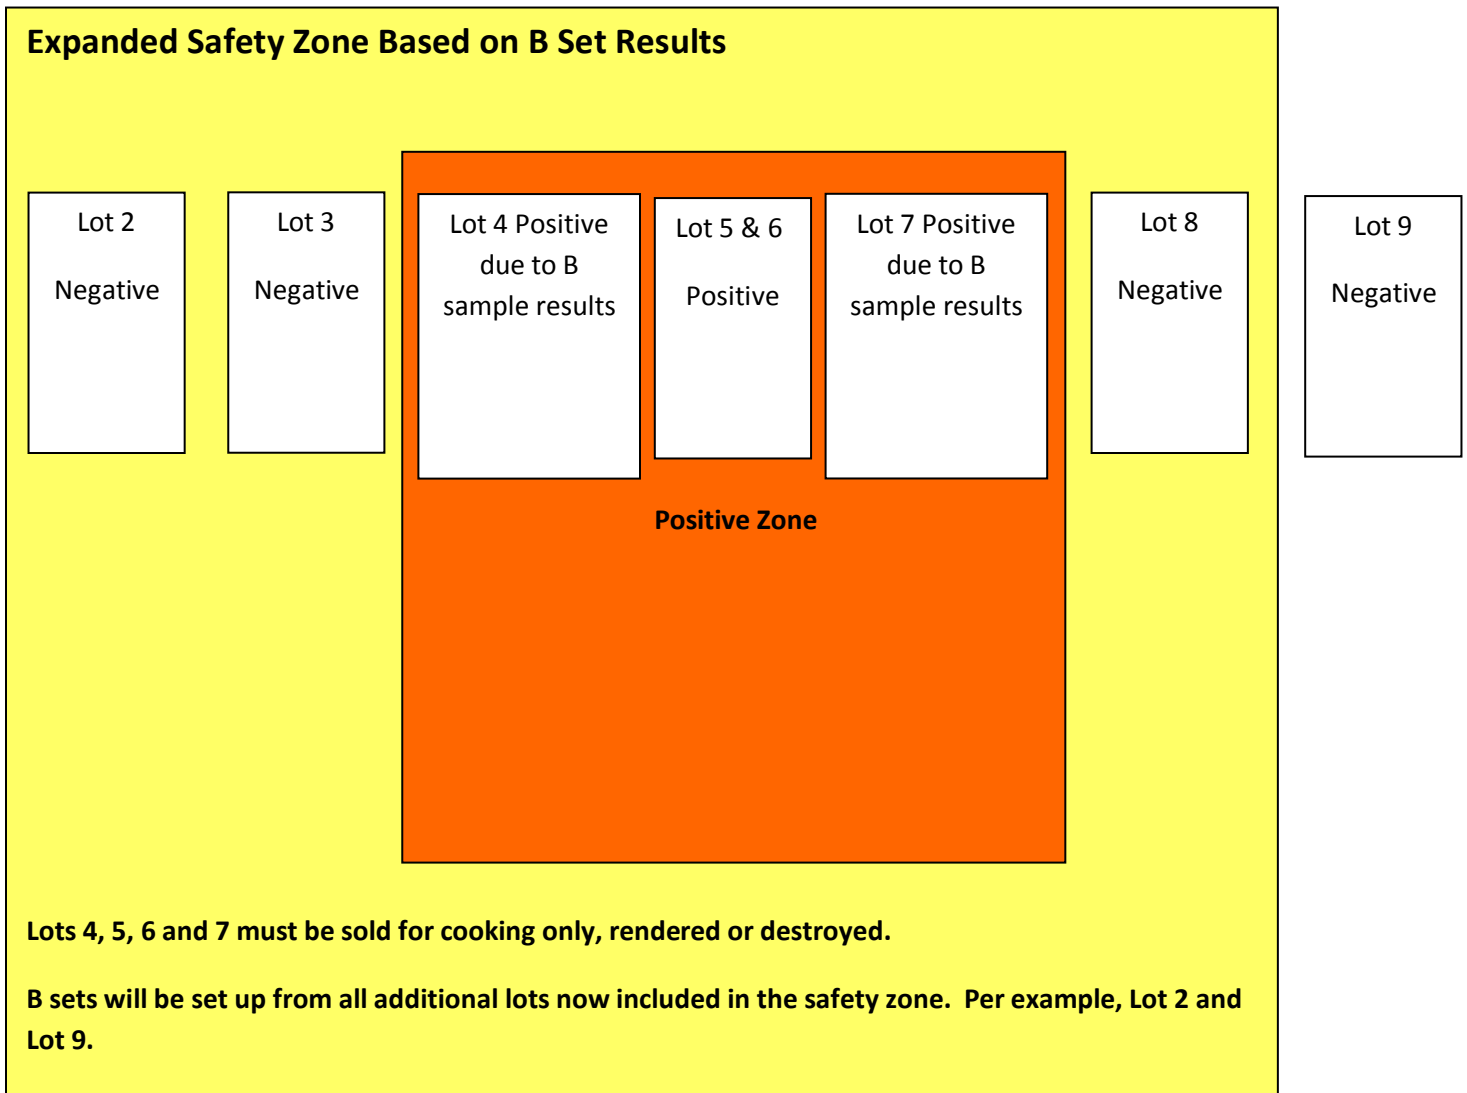 Expanded Safety Zone Based on B Set Results
Lot 2
Negative
Lot 3
Negative
Lot 4 Positive
due to B
sample results
Lot 5 & 6
Positive
Lot 7 Positive
due to B
sample results
Lot 8
Negative
Lot 9
Negative
Positive Zone
Lots 4, 5, 6 and 7 must be sold for cooking only, rendered or destroyed.
B sets will be set up from all additional lots now included in the safety zone.  Per example, Lot 2 and
Lot 9.